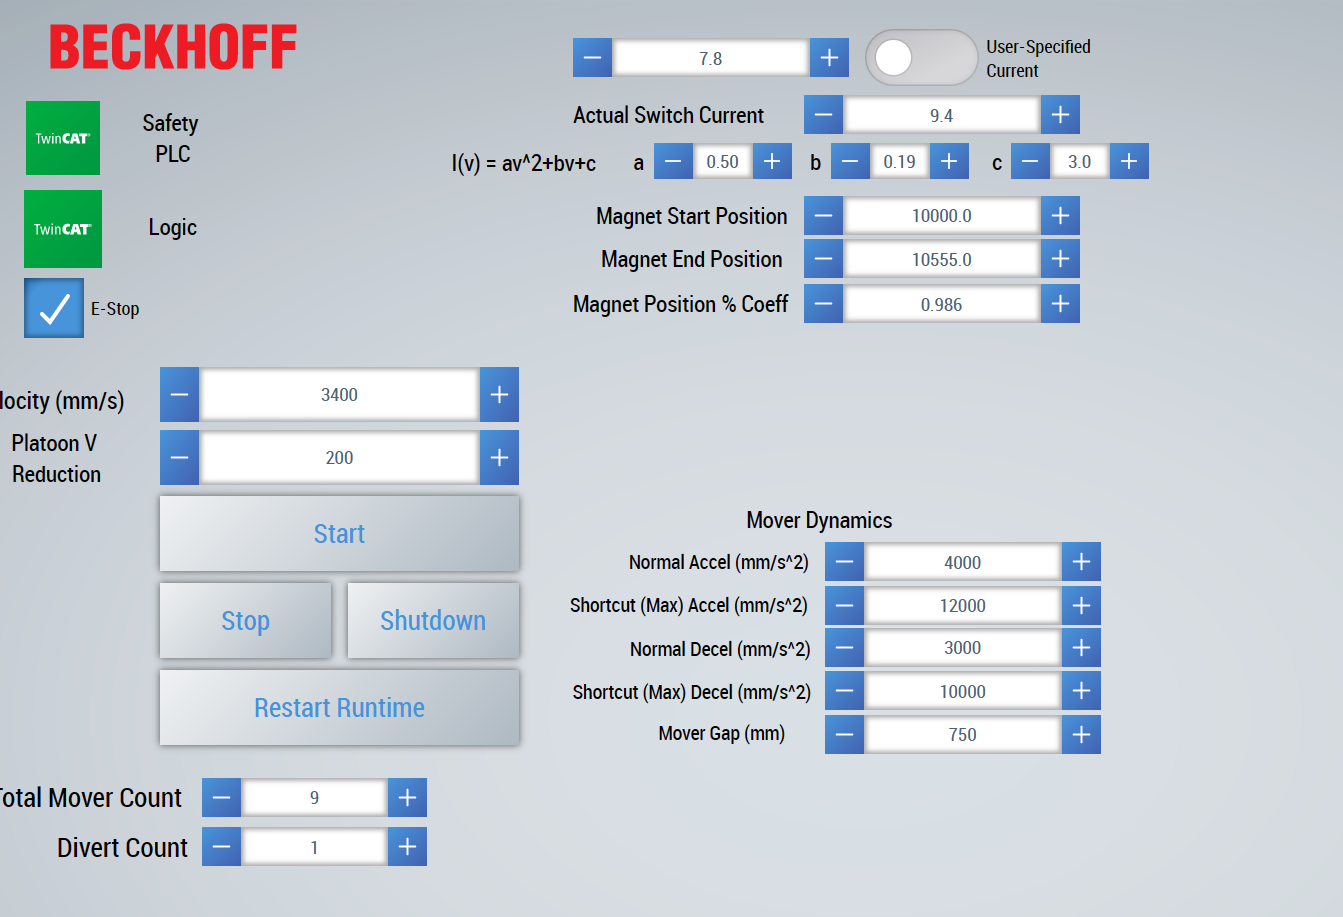 BECKHOFF
7.8
User-Specified
Current
TwinCAT
Safety
PLC
Actual Switch Current
9.4
I(v) = av^2+bv+c
a
0.50
b
0.19
c
3.0
TwinCAT
Logic
Magnet Start Position
10000.0
Magnet End Position
10555.0
E-Stop
Magnet Position % Coeff
0.986
locity (mm/s)
3400
Platoon V
Reduction
200
Start
Stop
Shutdown
Restart Runtime
Mover Dynamics
Normal Accel (mm/s^2)
4000
Shortcut (Max) Accel (mm/s^2)
12000
Normal Decel (mm/s^2)
3000
Shortcut (Max) Decel (mm/s^2)
10000
Mover Gap (mm)
750
Total Mover Count
9
Divert Count
1